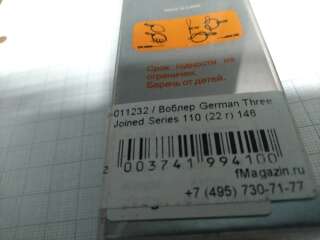 Срок годности не
ограничен.
Беречь от детей.
011232 / Воблер German Three
Joined Series 110 (22 г) 146
003741 994100
fMagazin.ru
+7 (495) 730-71-77